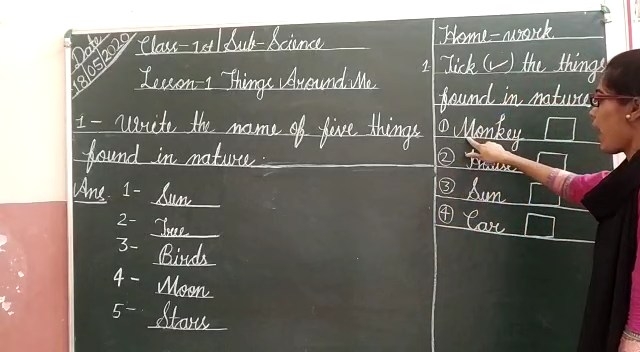 Date
18/05/2020
Class-1st Sub-Science
Lesson-1 Things Around Me
1- Write the name of five things
found in nature.
Ans. 1- Sun
2- Tree
3- Birds
4- Moon
5- Stars
Home-work
1 Tick (✓) the things
found in nature
① Monkey
② House
③ Sun
④ Car